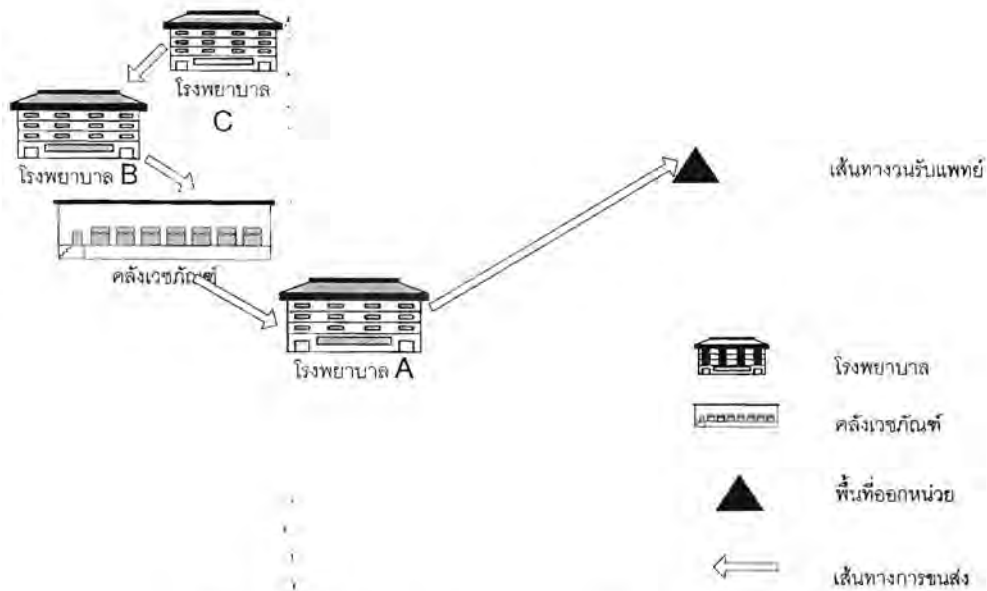 โรงพยาบาล
C
โรงพยาบาล B
เส้นทางวนรับแพทย์
คลังเวชภัณฑ์
โรงพยาบาล A
โรงพยาบาล
คลังเวชภัณฑ์
พื้นที่ออกหน่วย
เส้นทางการขนส่ง